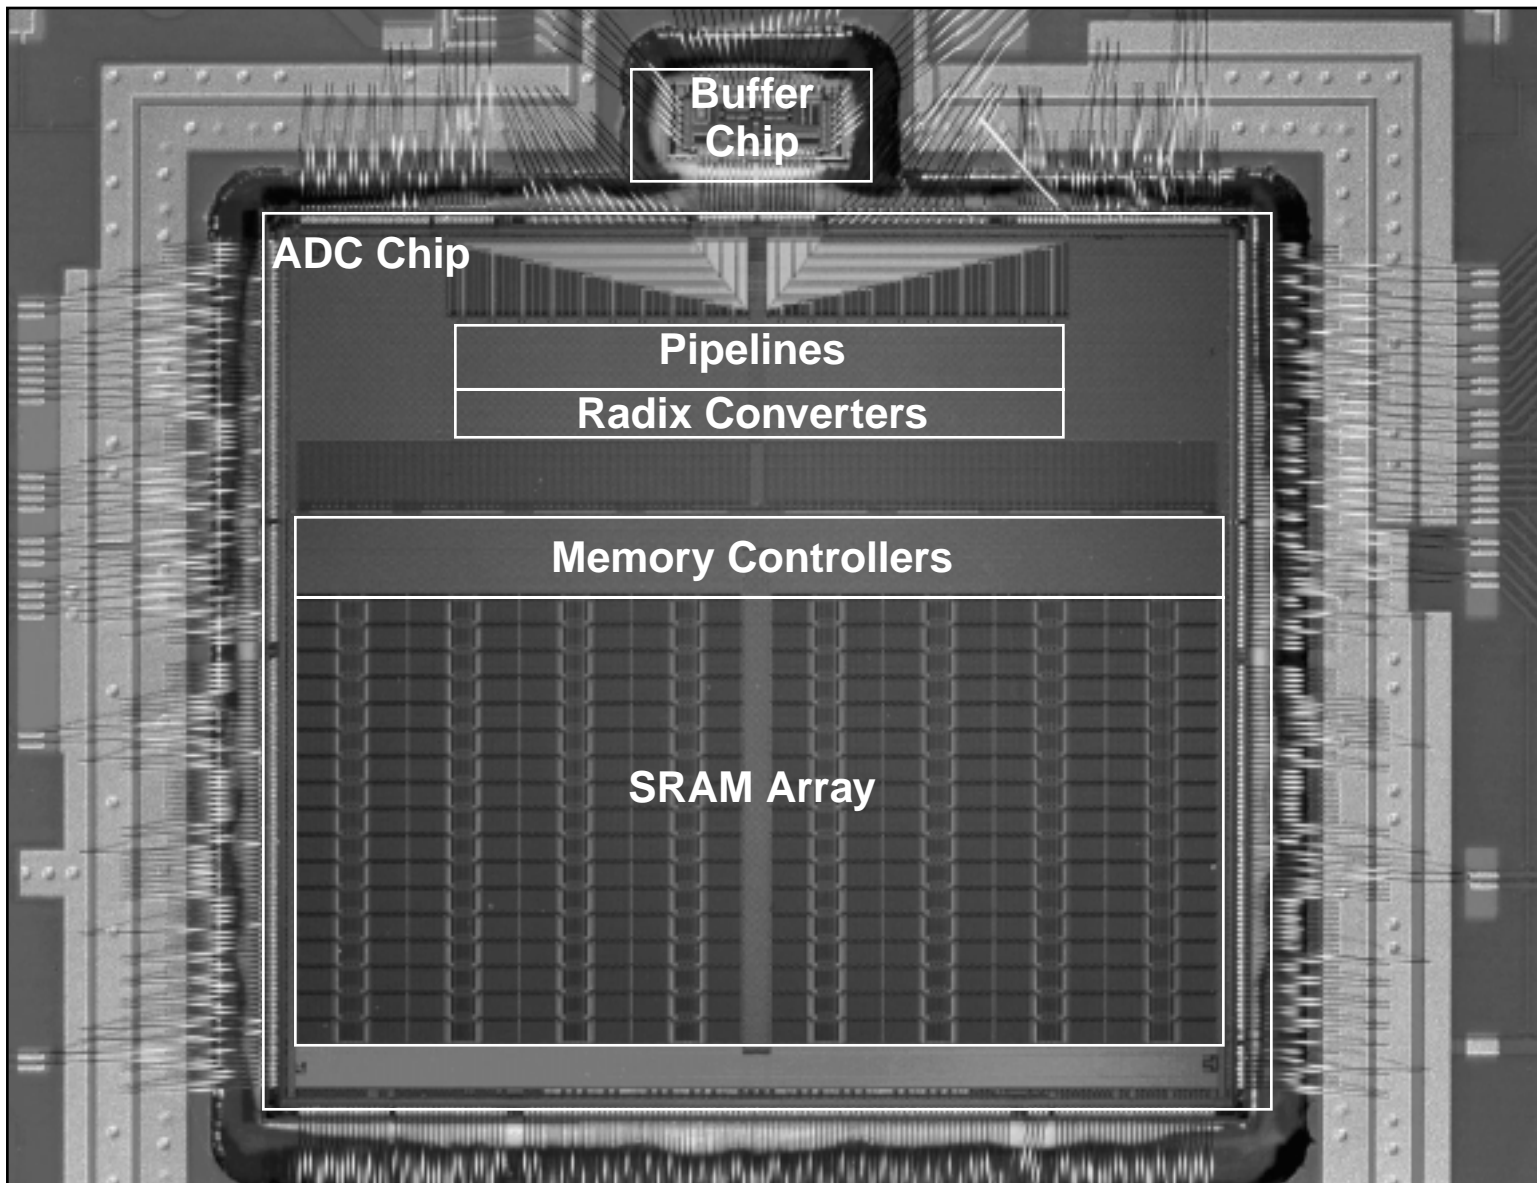 Buffer
Chip
ADC Chip
Pipelines
Radix Converters
Memory Controllers
SRAM Array